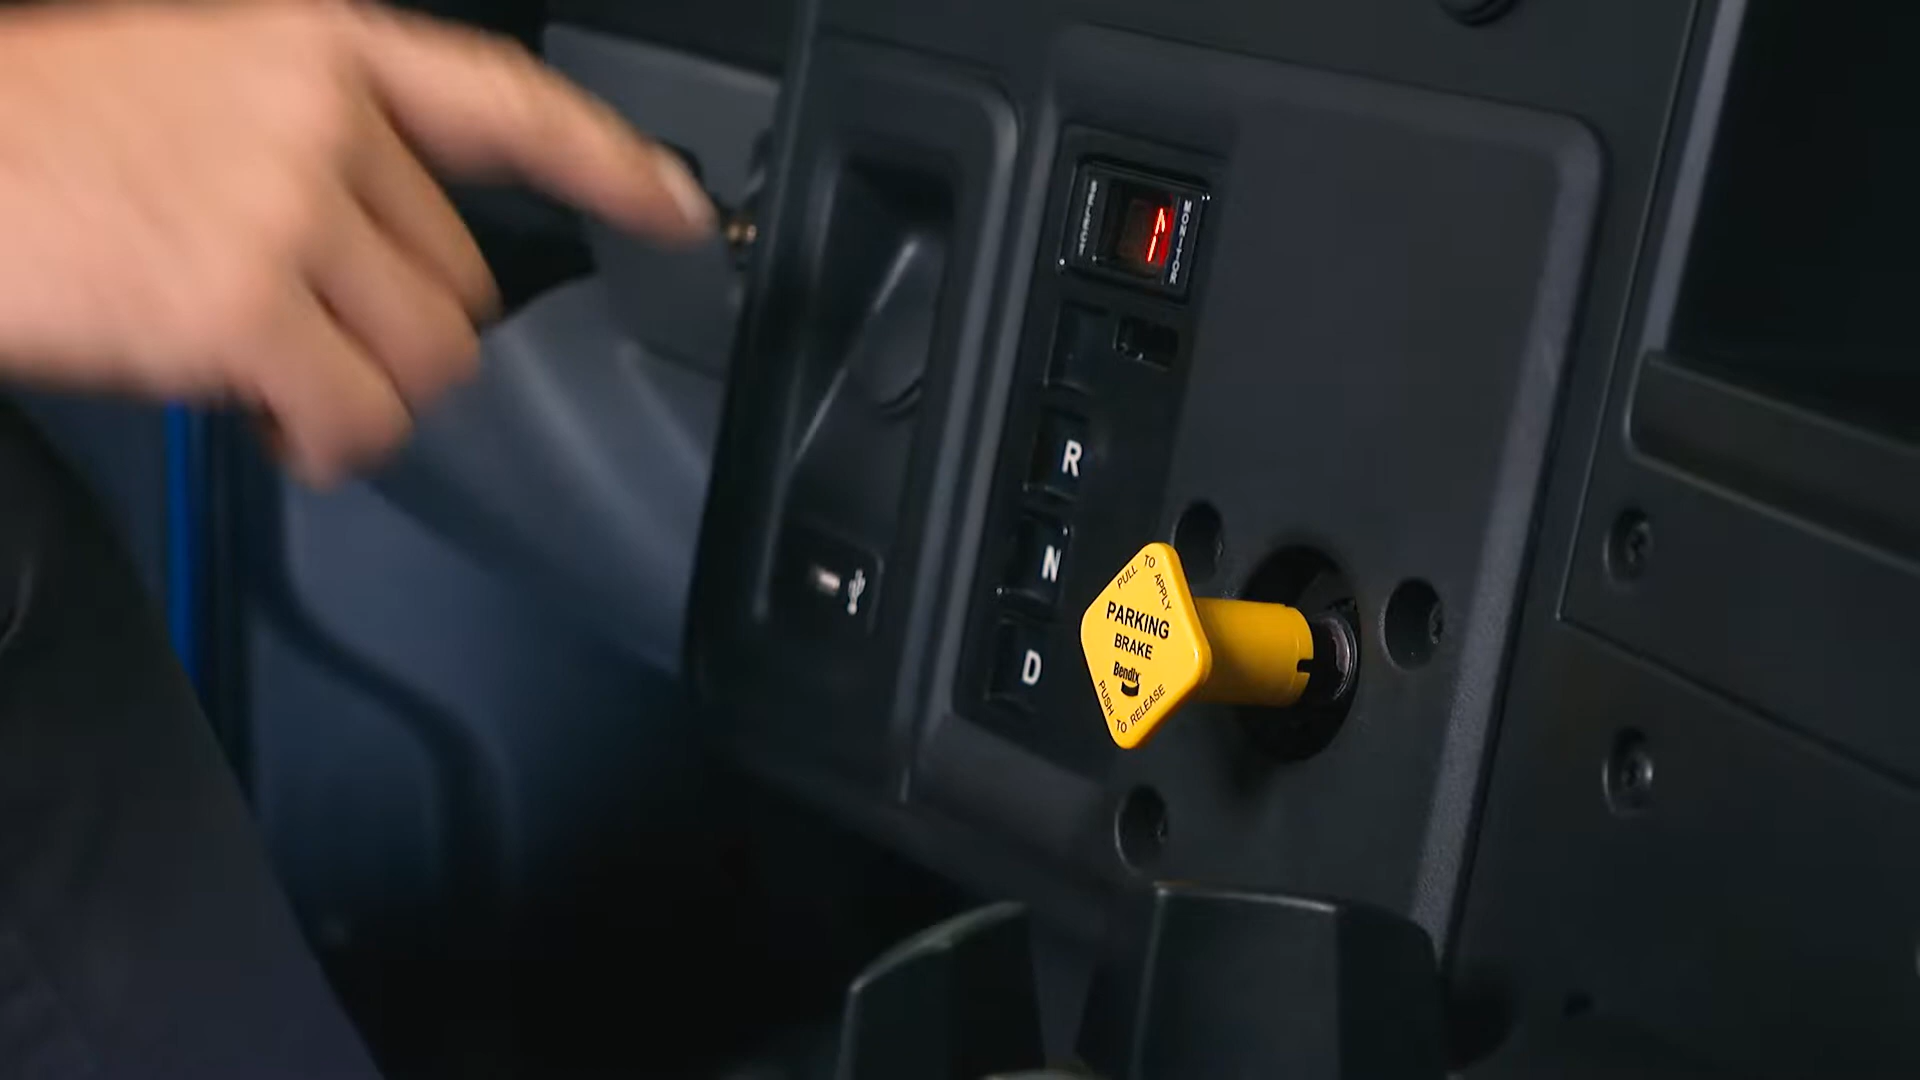 MONITOR
R
N
D
PULL TO APPLY
PARKING
BRAKE
Bendix
PUSH TO RELEASE